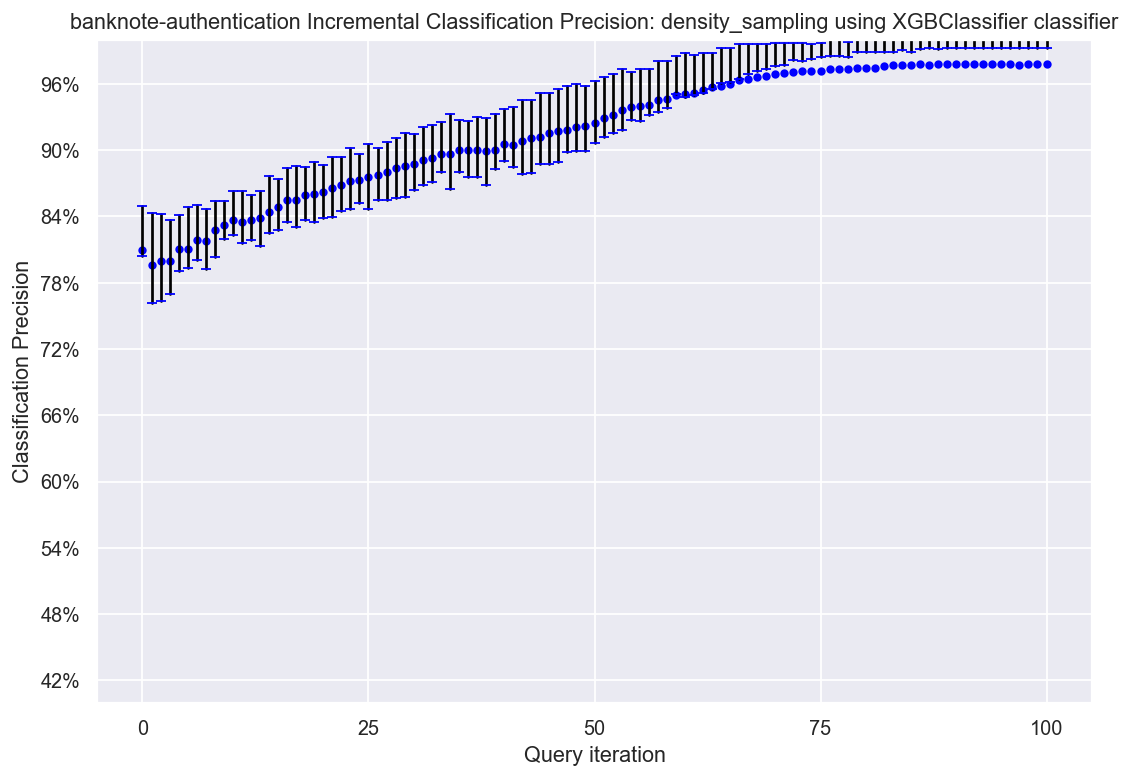 banknote-authentication Incremental Classification Precision: density_sampling using XGBClassifier classifier
96%
90%
84%
78%
72%
66%
60%
54%
48%
42%
Classification Precision
0 25 50 75 100
Query iteration